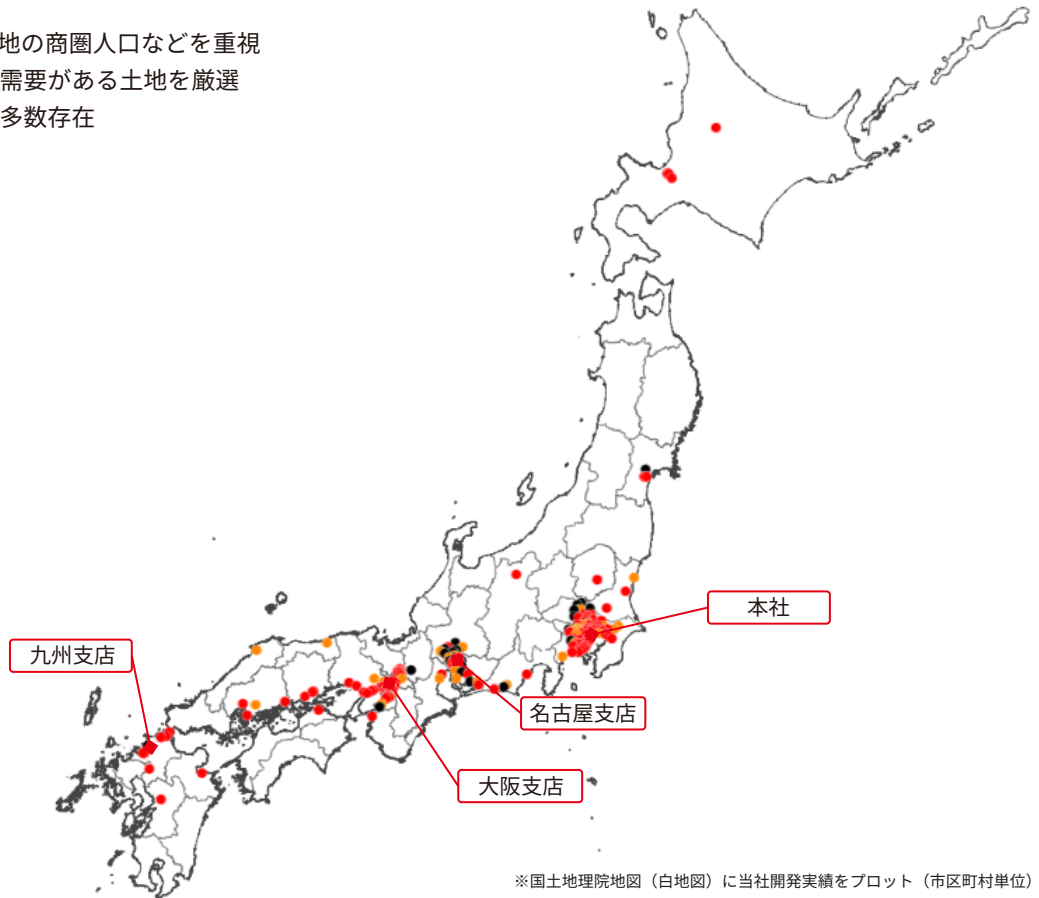 地の商圏人口などを重視
需要がある土地を厳選
多数存在
本社
九州支店
名古屋支店
大阪支店
※国土地理院地図（白地図）に当社開発実績をプロット（市区町村単位）